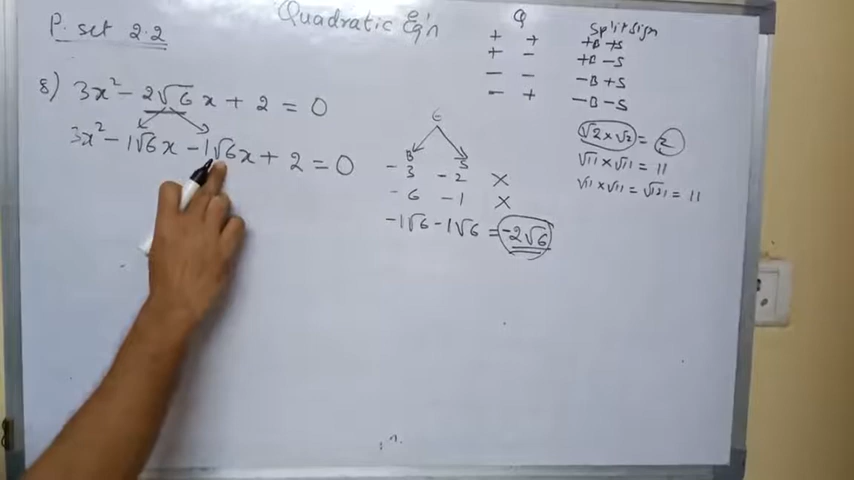 P. set 2.2
Quadratic Eq'n
8) 3x² - 2√6 x + 2 = 0
3x² - 1√6x - 1√6x + 2 = 0
6
B S
- 3 - 2 ×
- 6 - 1 ×
-1√6 -1√6 = -2√6
Q
+ +
+ -
- -
- +
Split sign
+B +S
+B -S
-B +S
-B -S
√2 x √2 = 2
√11 x √11 = 11
√11 x √11 = √121 = 11